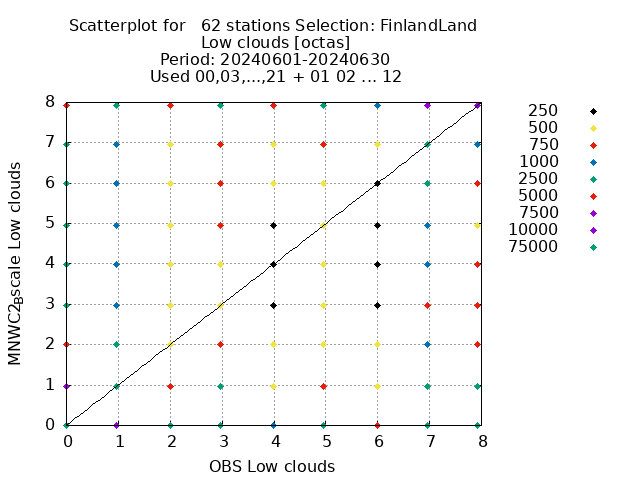 Scatterplot for   62 stations Selection: FinlandLand
Low clouds [octas]
Period: 20240601-20240630
Used 00,03,...,21 + 01 02 ... 12
250
500
750
1000
2500
5000
7500
10000
75000
MNWC2Bscale Low clouds
8
7
6
5
4
3
2
1
0
0 1 2 3 4 5 6 7 8
OBS Low clouds